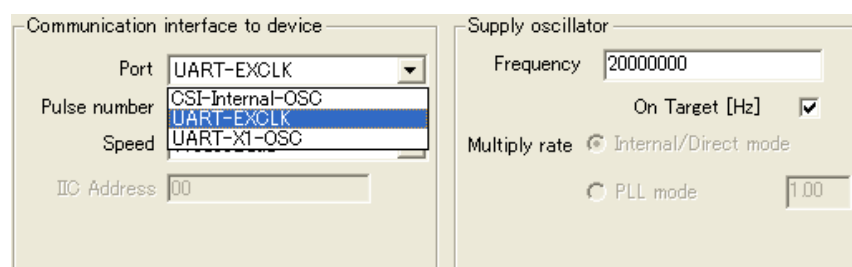 Communication interface to device
Port UART-EXCLK
Pulse number
CSI-Internal-OSC
UART-EXCLK
UART-X1-OSC
Speed
IIC Address 00
Supply oscillator
Frequency 20000000
On Target [Hz]
Multiply rate Internal/Direct mode
PLL mode 1.00